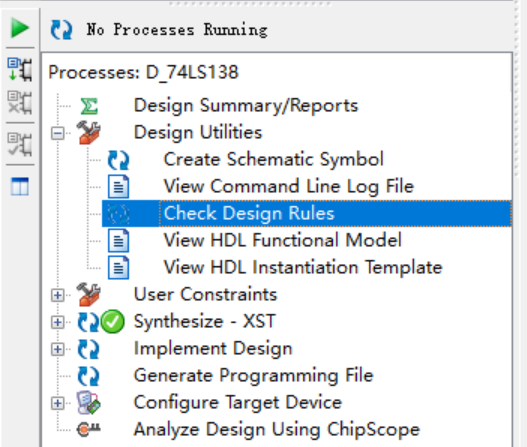 No Processes Running
Processes: D_74LS138
Design Summary/Reports
Design Utilities
Create Schematic Symbol
View Command Line Log File
Check Design Rules
View HDL Functional Model
View HDL Instantiation Template
User Constraints
Synthesize - XST
Implement Design
Generate Programming File
Configure Target Device
Analyze Design Using ChipScope